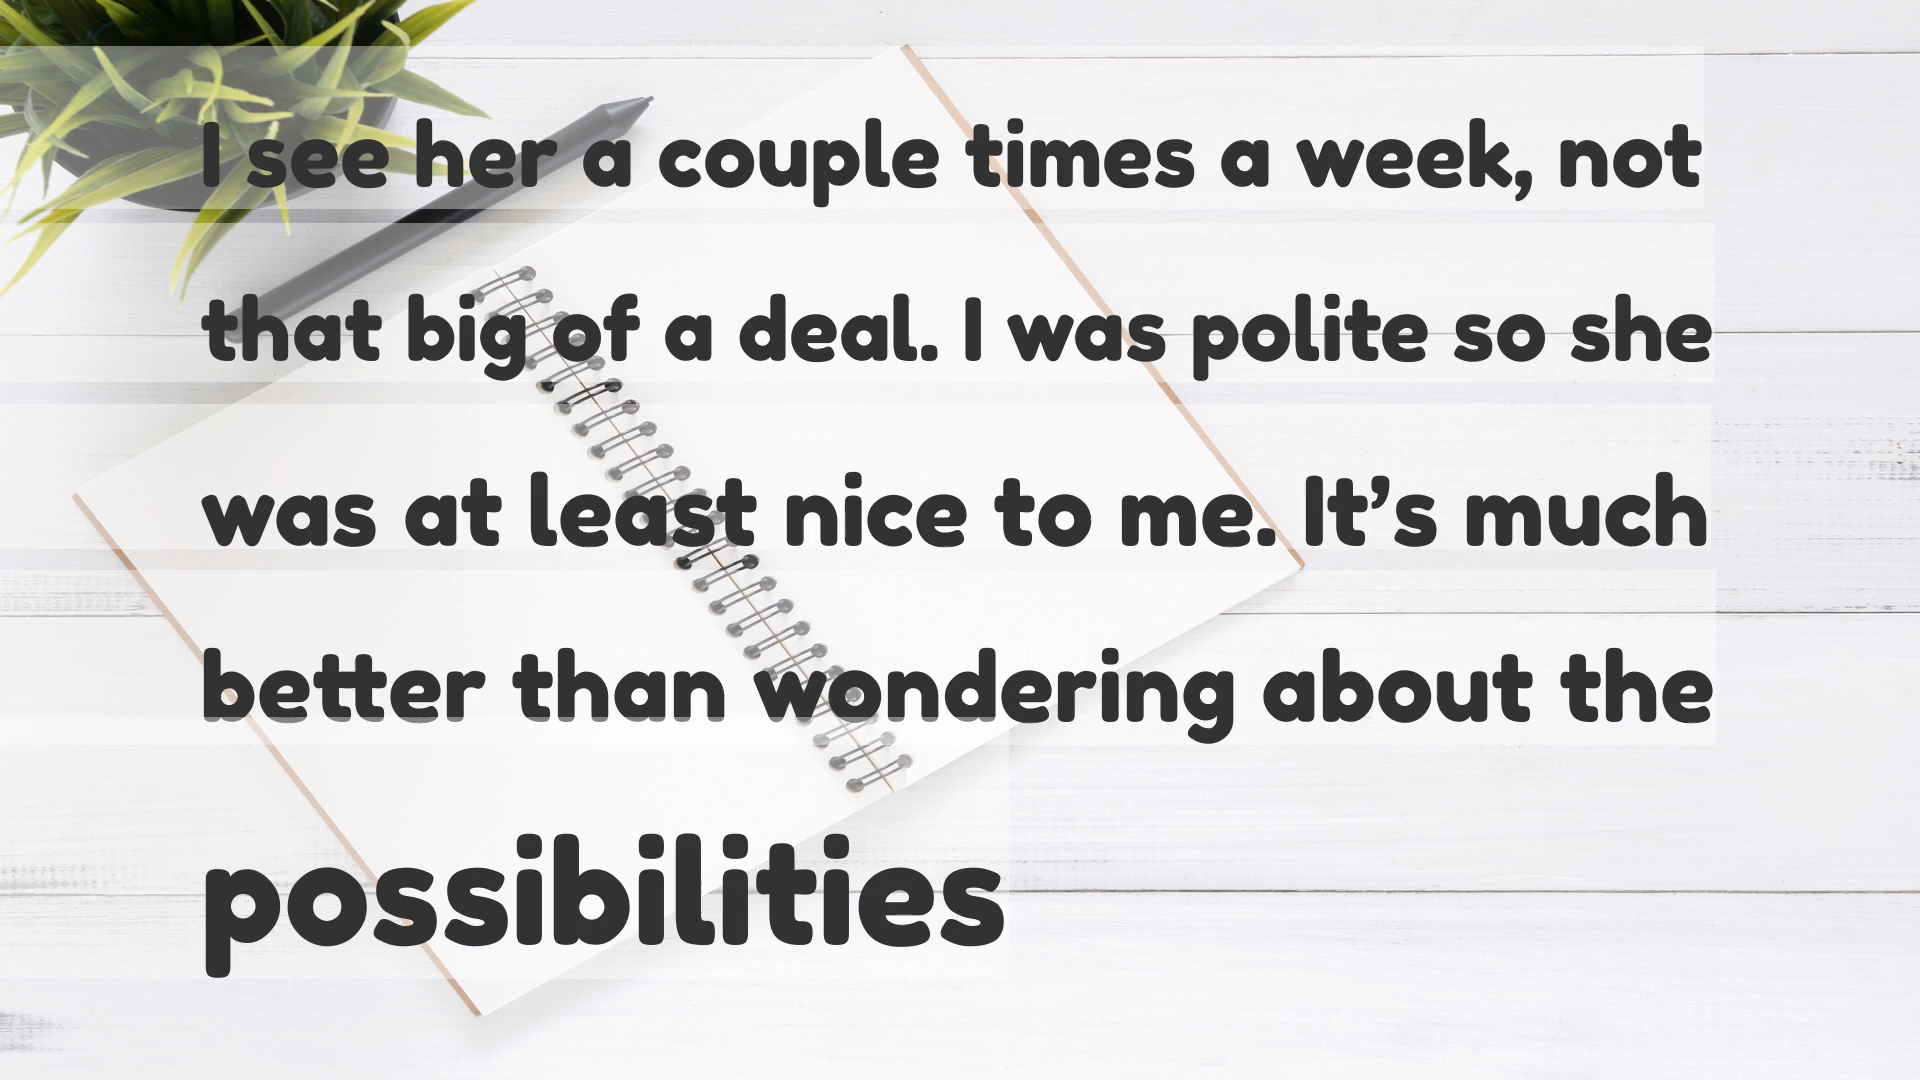 I see her a couple times a week, not
that big of a deal. I was polite so she
was at least nice to me. It’s much
better than wondering about the
possibilities